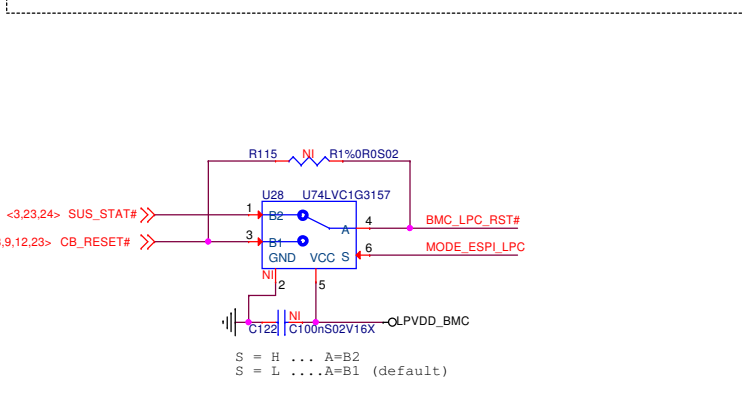 R115 NI R1%0R0S02
U28 U74LVC1G3157
<3,23,24> SUS_STAT# 1 B2 A 4 BMC_LPC_RST#
,9,12,23> CB_RESET# 3 B1 6 MODE_ESPI_LPC
GND VCC S
NI 2 5
NI LPVDD_BMC
C122 C100nS02V16X
S = H ... A=B2
S = L ....A=B1 (default)